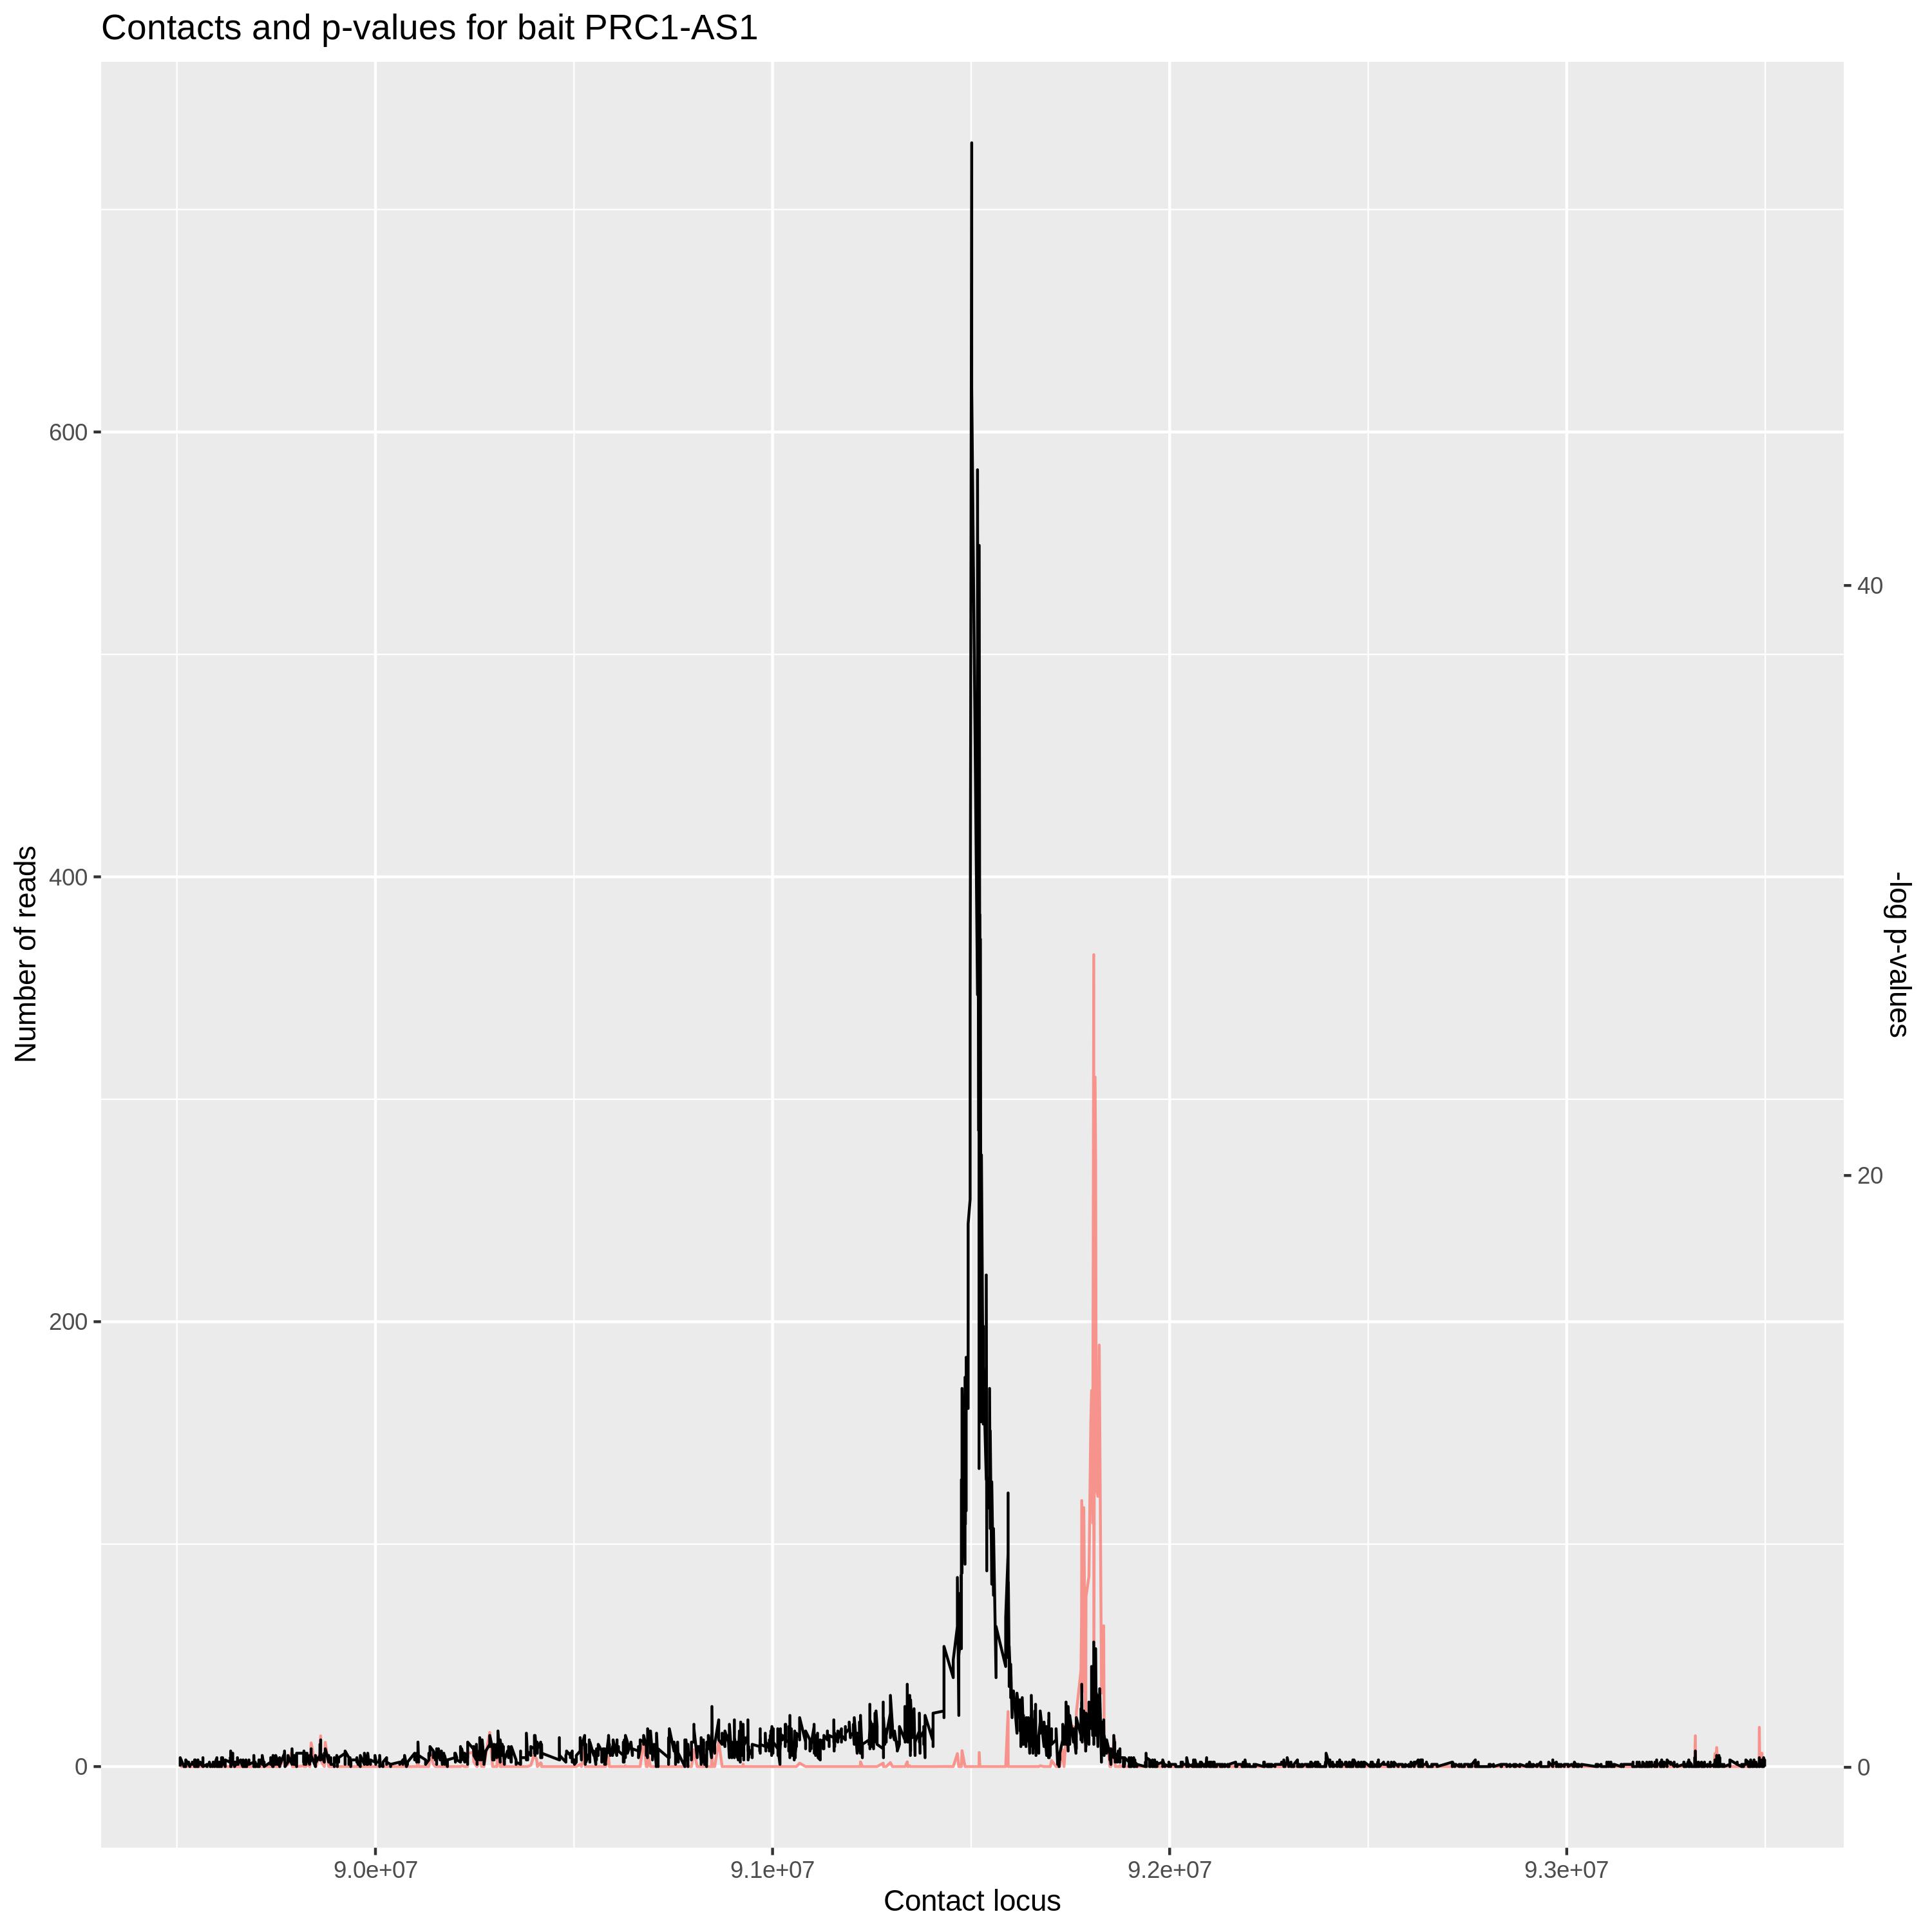 Contacts and p-values for bait PRC1-AS1
600
400
200
0
Number of reads
40
20
0
-log p-values
9.0e+07
9.1e+07
9.2e+07
9.3e+07
Contact locus